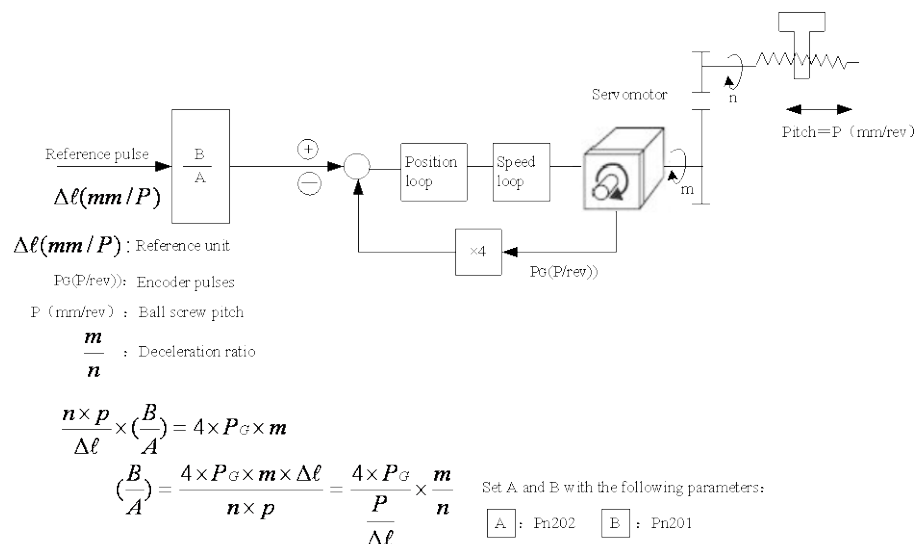 Servomotor
n
Pitch=P (mm/rev)
Reference pulse
B
A
+
−
Position
loop
Speed
loop
m
Δℓ(mm/P)
×4
PG(P/rev))
Δℓ(mm/P): Reference unit
PG(P/rev)): Encoder pulses
P (mm/rev) : Ball screw pitch
m/n : Deceleration ratio
n×p/Δℓ ×(B/A) = 4×PG×m
(B/A) = 4×PG×m×Δℓ / n×p = 4×PG / P/Δℓ × m/n
Set A and B with the following parameters:
A : Pn202 B : Pn201